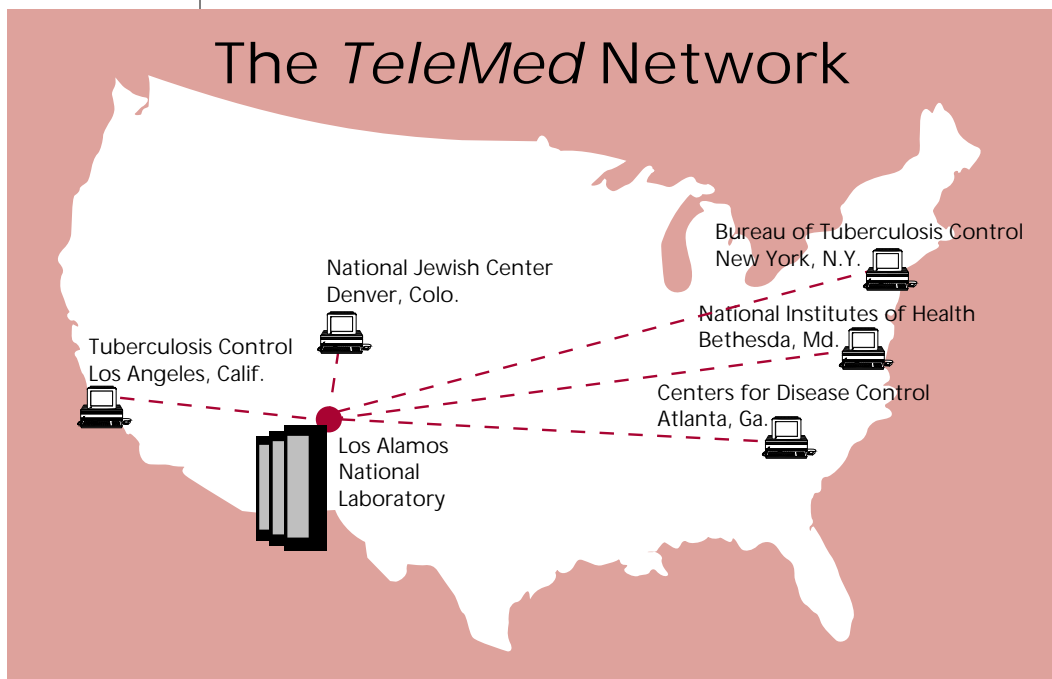 The TeleMed Network
Bureau of Tuberculosis Control
New York, N.Y.
National Jewish Center
Denver, Colo.
National Institutes of Health
Bethesda, Md.
Tuberculosis Control
Los Angeles, Calif.
Centers for Disease Control
Atlanta, Ga.
Los Alamos
National
Laboratory